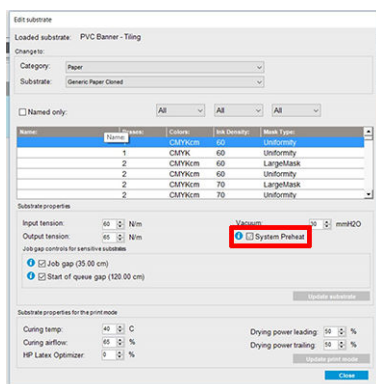 Edit substrate
Loaded substrate: PVC Banner - Tiling
Change to:
Category: Paper
Substrate: Generic Paper Cloned
Named only: All All All
Name: Passes: Colors: Ink Density: Mask Type:
Name
1 CMYKcm 60 Uniformity
1 CMYK 60 Uniformity
2 CMYKcm 60 LargeMask
2 CMYKcm 60 Uniformity
2 CMYKcm 70 LargeMask
2 CMYKcm 70 Uniformity
Substrate properties
Input tension: 60 N/m Vacuum: 30 mmH2O
Output tension: 65 N/m System Preheat
Job gap controls for sensitive substrates
Job gap (35.00 cm)
Start of queue gap (120.00 cm)
Update substrate
Substrate properties for the print mode
Curing temp: 40 C Drying power leading: 50 %
Curing airflow: 65 % Drying power trailing: 50 %
HP Latex Optimizer: 0 % Update print mode
Close